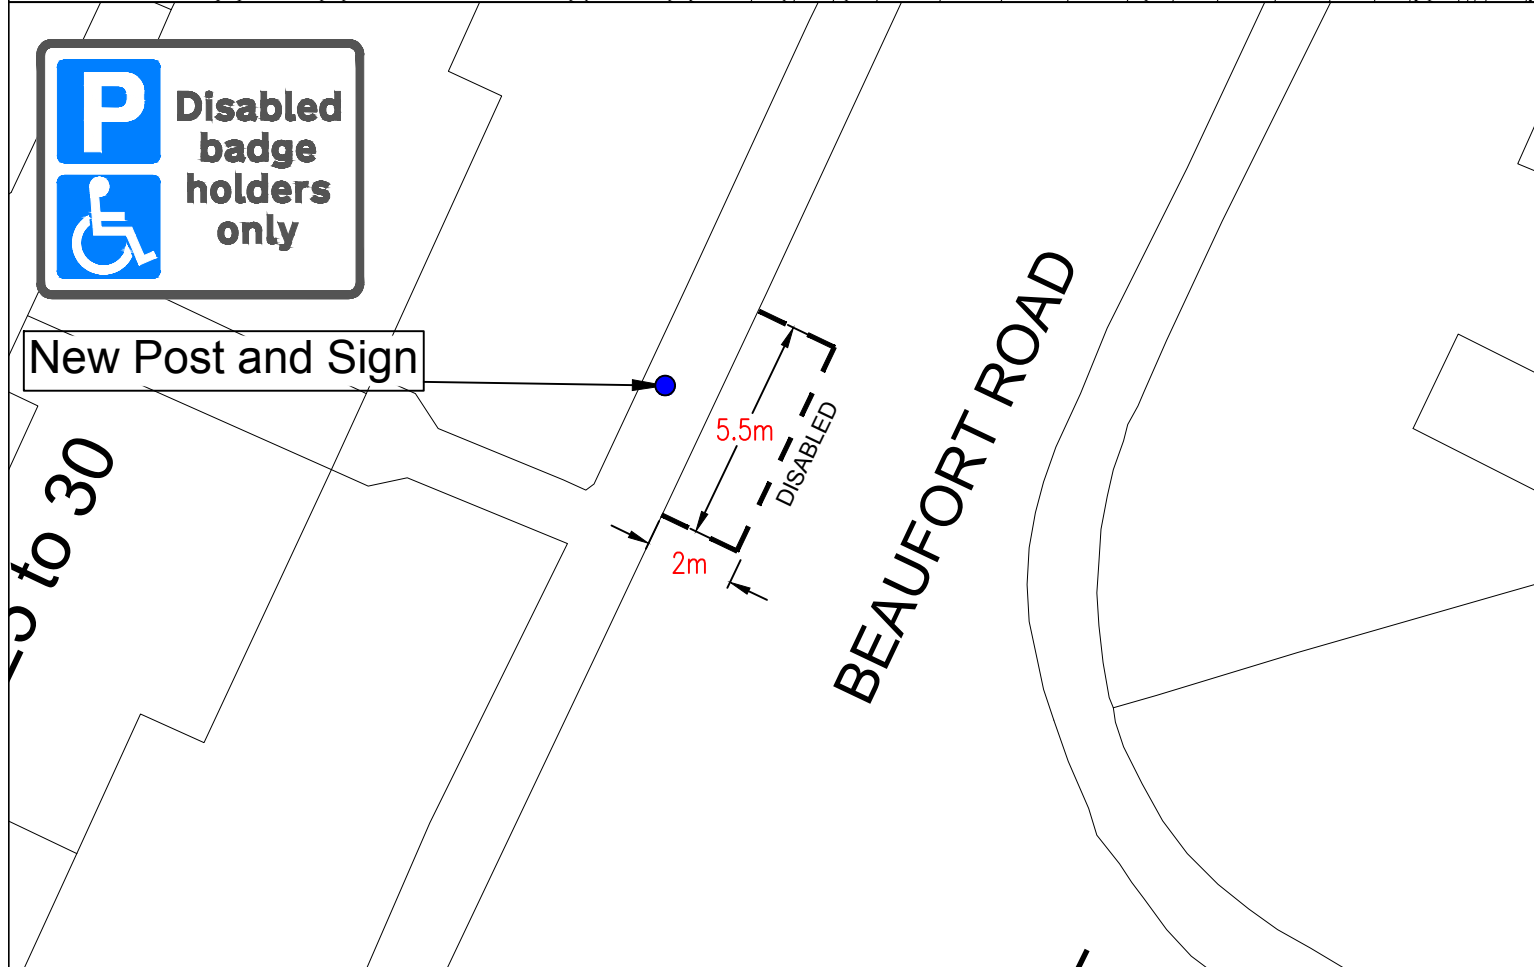 P
Disabled
badge
holders
only
New Post and Sign
5.5m
DISABLED
2m
BEAUFORT ROAD
to 30